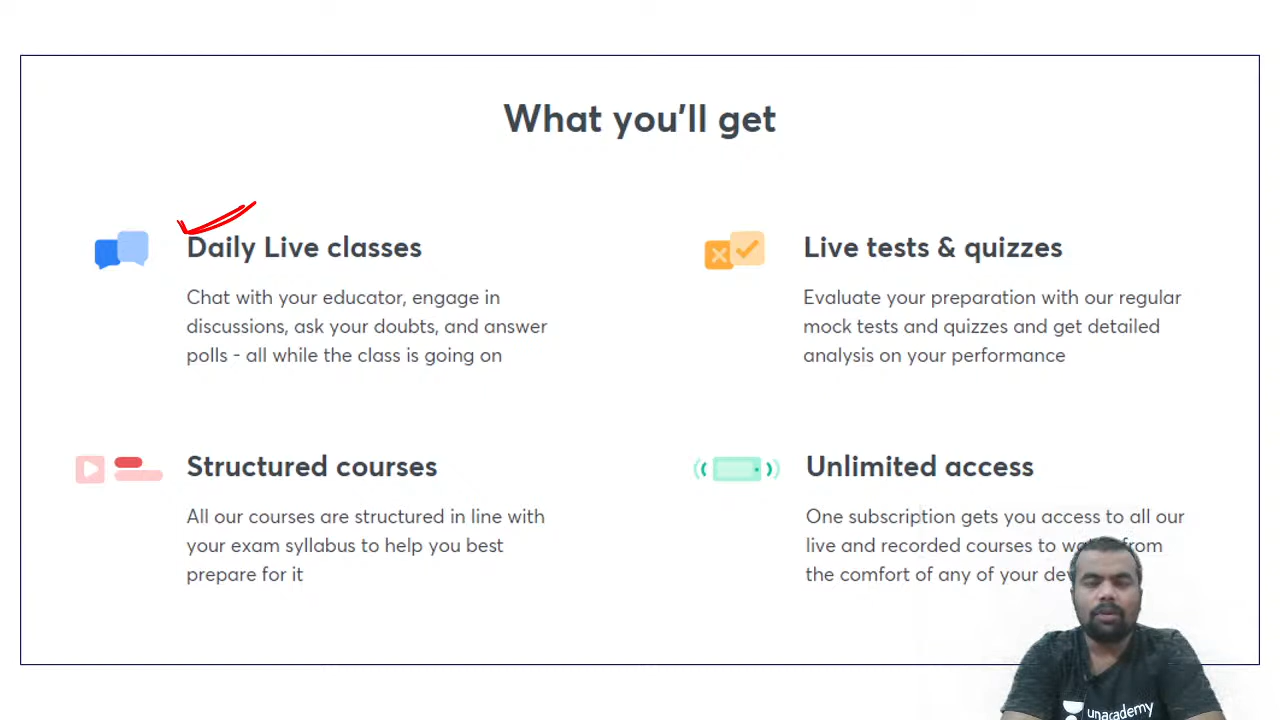 What you'll get
Daily Live classes
Chat with your educator, engage in
discussions, ask your doubts, and answer
polls - all while the class is going on
Live tests & quizzes
Evaluate your preparation with our regular
mock tests and quizzes and get detailed
analysis on your performance
Structured courses
All our courses are structured in line with
your exam syllabus to help you best
prepare for it
Unlimited access
One subscription gets you access to all our
live and recorded courses to from
the comfort of any of your
unacademy